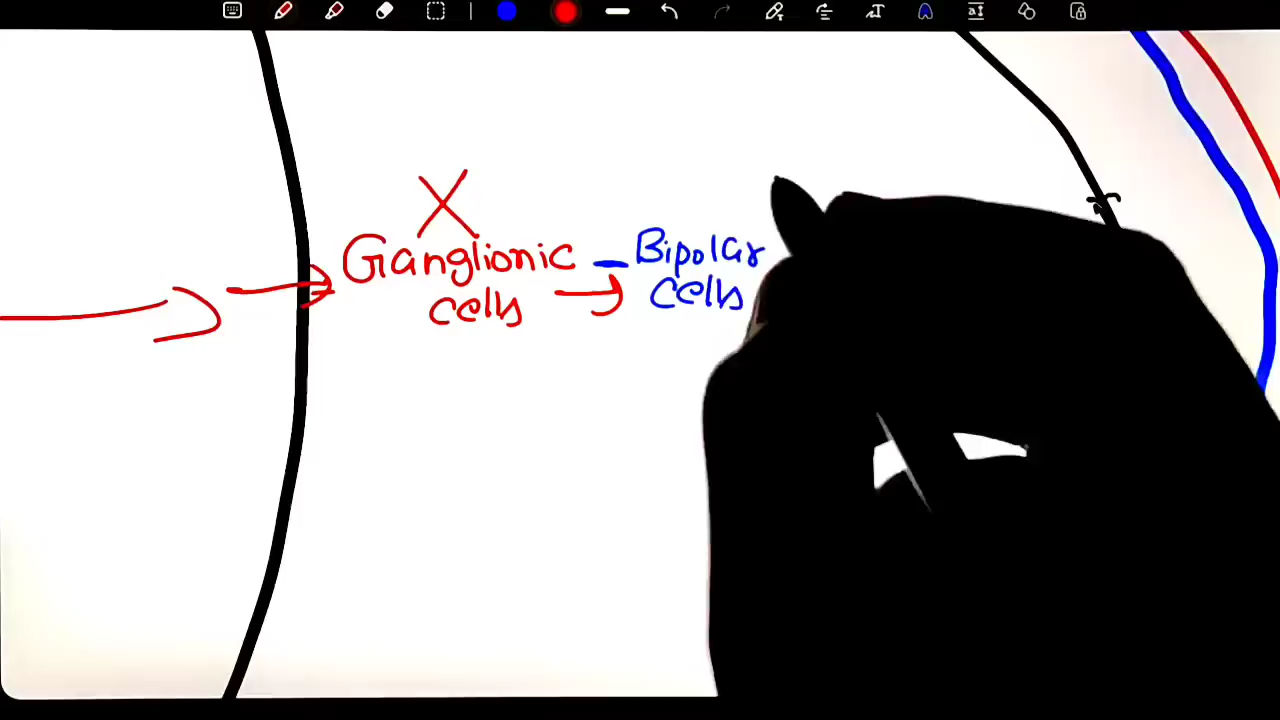 X
Ganglionic - Bipolar
cells → cells